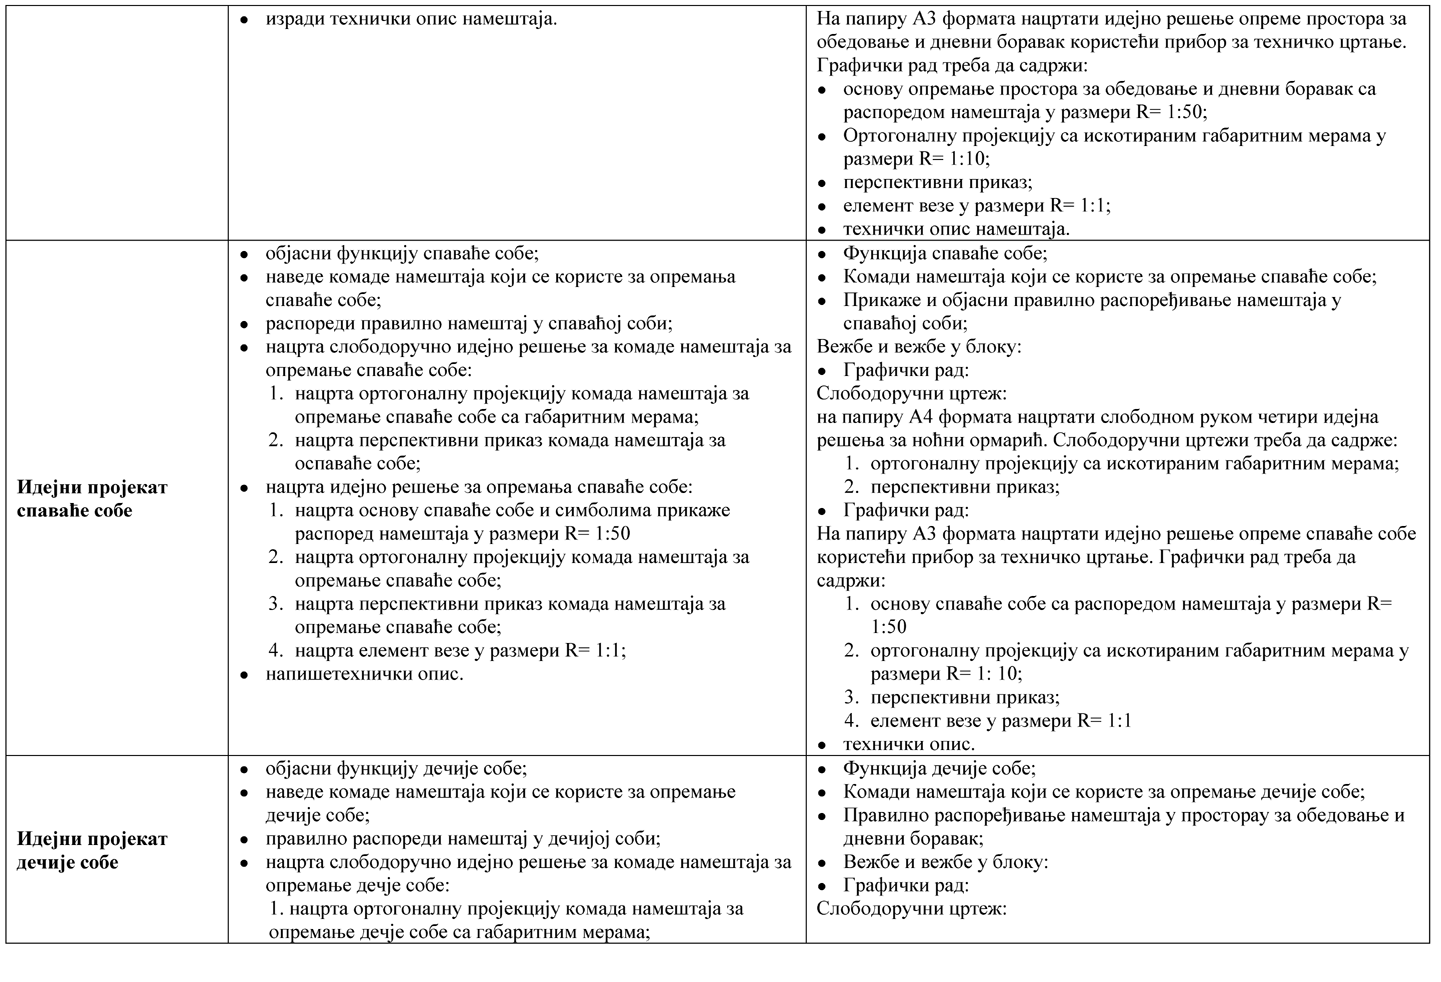 • изради технички опис намештаја.
На папиру А3 формата нацртати идејно решење опреме простора за
обедовање и дневни боравак користећи прибор за техничко цртање.
Графички рад треба да садржи:
• основу опремање простора за обедовање и дневни боравак са
распоредом намештаја у размери R= 1:50;
• Ортогоналну пројекцију са искотираним габаритним мерама у
размери R= 1:10;
• перспективни приказ;
• елемент везе у размери R= 1:1;
• технички опис намештаја.
Идејни пројекат
спаваће собе
• објасни функцију спаваће собе;
• наведе комаде намештаја који се користе за опремања
спаваће собе;
• распореди правилно намештај у спаваћој соби;
• нацрта слободоручно идејно решење за комаде намештаја за
опремање спаваће собе:
1. нацрта ортогоналну пројекцију комада намештаја за
опремање спаваће собе са габаритним мерама;
2. нацрта перспективни приказ комада намештаја за
оспаваће собе;
• нацрта идејно решење за опремања спаваће собе:
1. нацрта основу спаваће собе и симболима прикаже
распоред намештаја у размери R= 1:50
2. нацрта ортогоналну пројекцију комада намештаја за
опремање спаваће собе;
3. нацрта перспективни приказ комада намештаја за
опремање спаваће собе;
4. нацрта елемент везе у размери R= 1:1;
• напишетехнички опис.
• Функција спаваће собе;
• Комади намештаја који се користе за опремање спаваће собе;
• Прикаже и објасни правилно распоређивање намештаја у
спаваћој соби;
Вежбе и вежбе у блоку:
• Графички рад:
Слободоручни цртеж:
на папиру А4 формата нацртати слободном руком четири идејна
решења за ноћни ормарић. Слободоручни цртежи треба да садрже:
1. ортогоналну пројекцију са искотираним габаритним мерама;
2. перспективни приказ;
• Графички рад:
На папиру А3 формата нацртати идејно решење опреме спаваће собе
користећи прибор за техничко цртање. Графички рад треба да
садржи:
1. основу спаваће собе са распоредом намештаја у размери R=
1:50
2. ортогоналну пројекцију са искотираним габаритним мерама у
размери R= 1: 10;
3. перспективни приказ;
4. елемент везе у размери R= 1:1
• технички опис.
Идејни пројекат
дечије собе
• објасни функцију дечије собе;
• наведе комаде намештаја који се користе за опремање
дечије собе;
• правилно распореди намештај у дечијој соби;
• нацрта слободоручно идејно решење за комаде намештаја за
опремање дечје собе:
1. нацрта ортогоналну пројекцију комада намештаја за
опремање дечје собе са габаритним мерама;
• Функција дечије собе;
• Комади намештаја који се користе за опремање дечије собе;
• Правилно распоређивање намештаја у простораy за обедовање и
дневни боравак;
• Вежбе и вежбе у блоку:
• Графички рад:
Слободоручни цртеж: